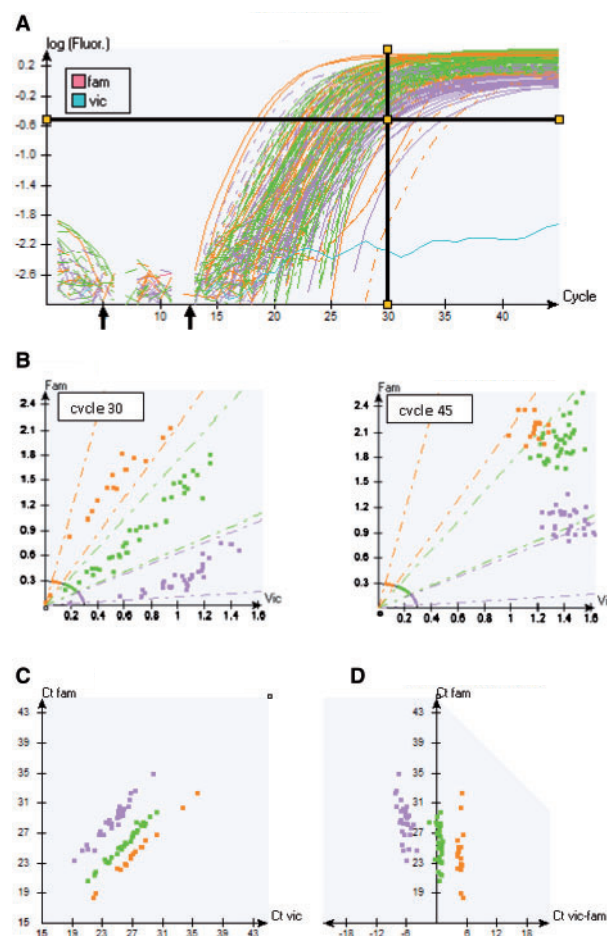 A
log (Fluor.)
fam
vic
0.2
-0.2
-0.6
-1.0
-1.4
-1.8
-2.2
-2.6
10 15 20 25 30 35 40
Cycle
B
Fam
cycle 30
2.4
2.1
1.8
1.5
1.2
0.9
0.6
0.3
0.2 0.4 0.6 0.8 1.0 1.2 1.4 1.6
Vic
Fam
cycle 45
2.4
2.1
1.8
1.5
1.2
0.9
0.6
0.3
0.2 0.4 0.6 0.8 1.0 1.2 1.4 1.6
Vi
C
Ct fam
43
39
35
31
27
23
19
15
15 19 23 27 31 35 39 43
Ct vic
D
Ct fam
43
39
35
31
27
23
19
-18 -12 -6 6 12 18
Ct vic-fam